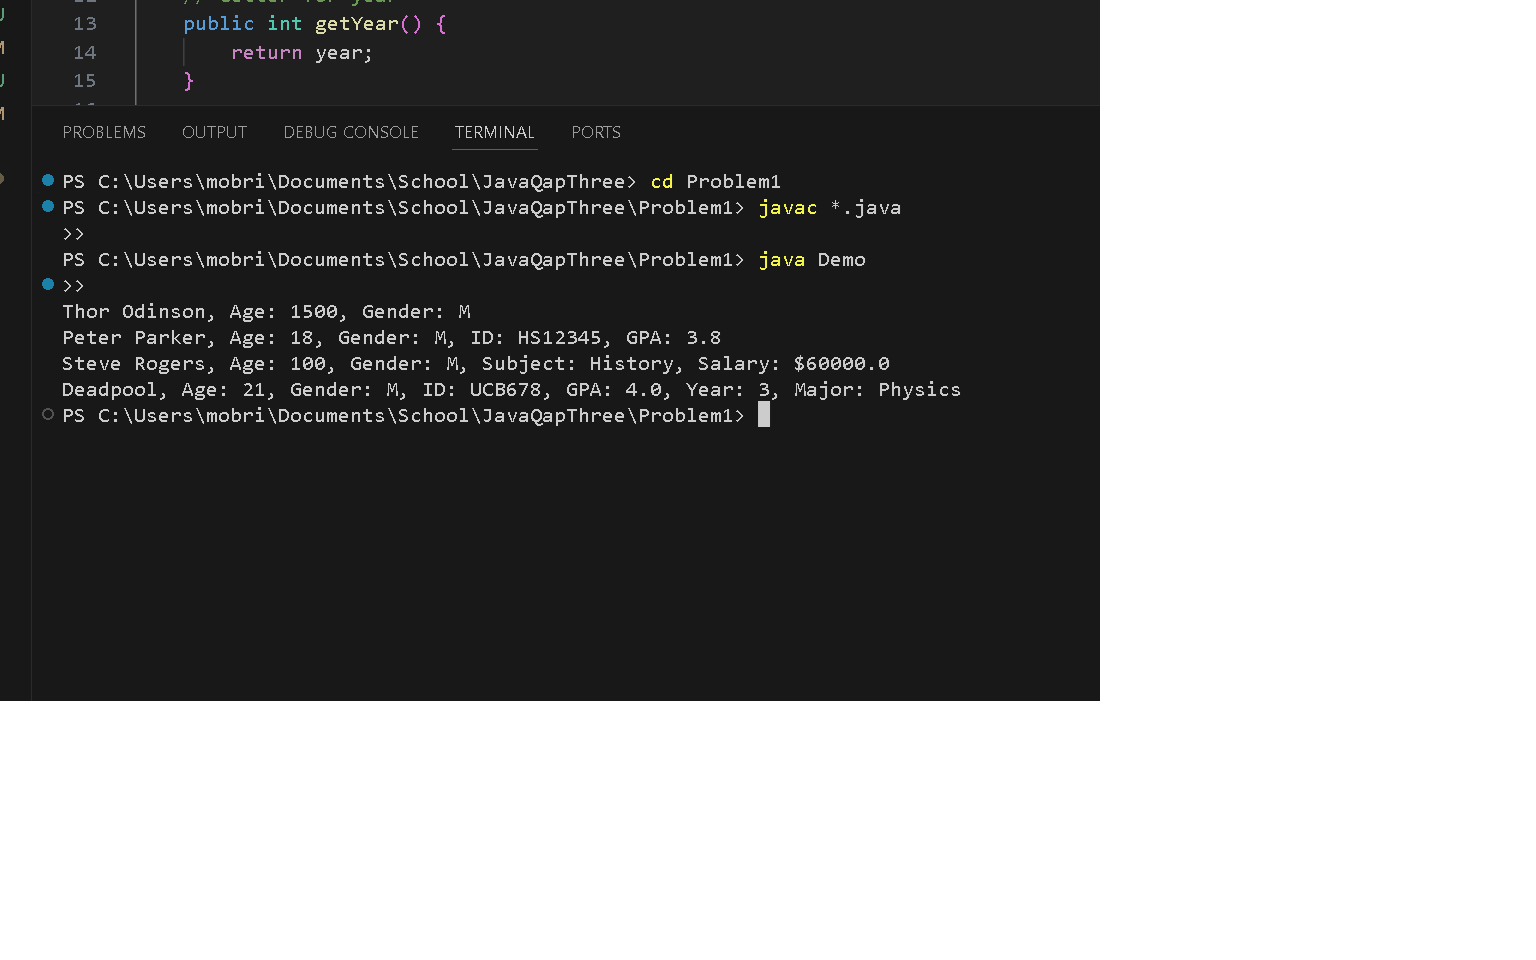 13 public int getYear() {
14 return year;
15 }
PROBLEMS OUTPUT DEBUG CONSOLE TERMINAL PORTS
PS C:\Users\mobri\Documents\School\JavaQapThree> cd Problem1
PS C:\Users\mobri\Documents\School\JavaQapThree\Problem1> javac *.java
>>
PS C:\Users\mobri\Documents\School\JavaQapThree\Problem1> java Demo
>>
Thor Odinson, Age: 1500, Gender: M
Peter Parker, Age: 18, Gender: M, ID: HS12345, GPA: 3.8
Steve Rogers, Age: 100, Gender: M, Subject: History, Salary: $60000.0
Deadpool, Age: 21, Gender: M, ID: UCB678, GPA: 4.0, Year: 3, Major: Physics
PS C:\Users\mobri\Documents\School\JavaQapThree\Problem1>